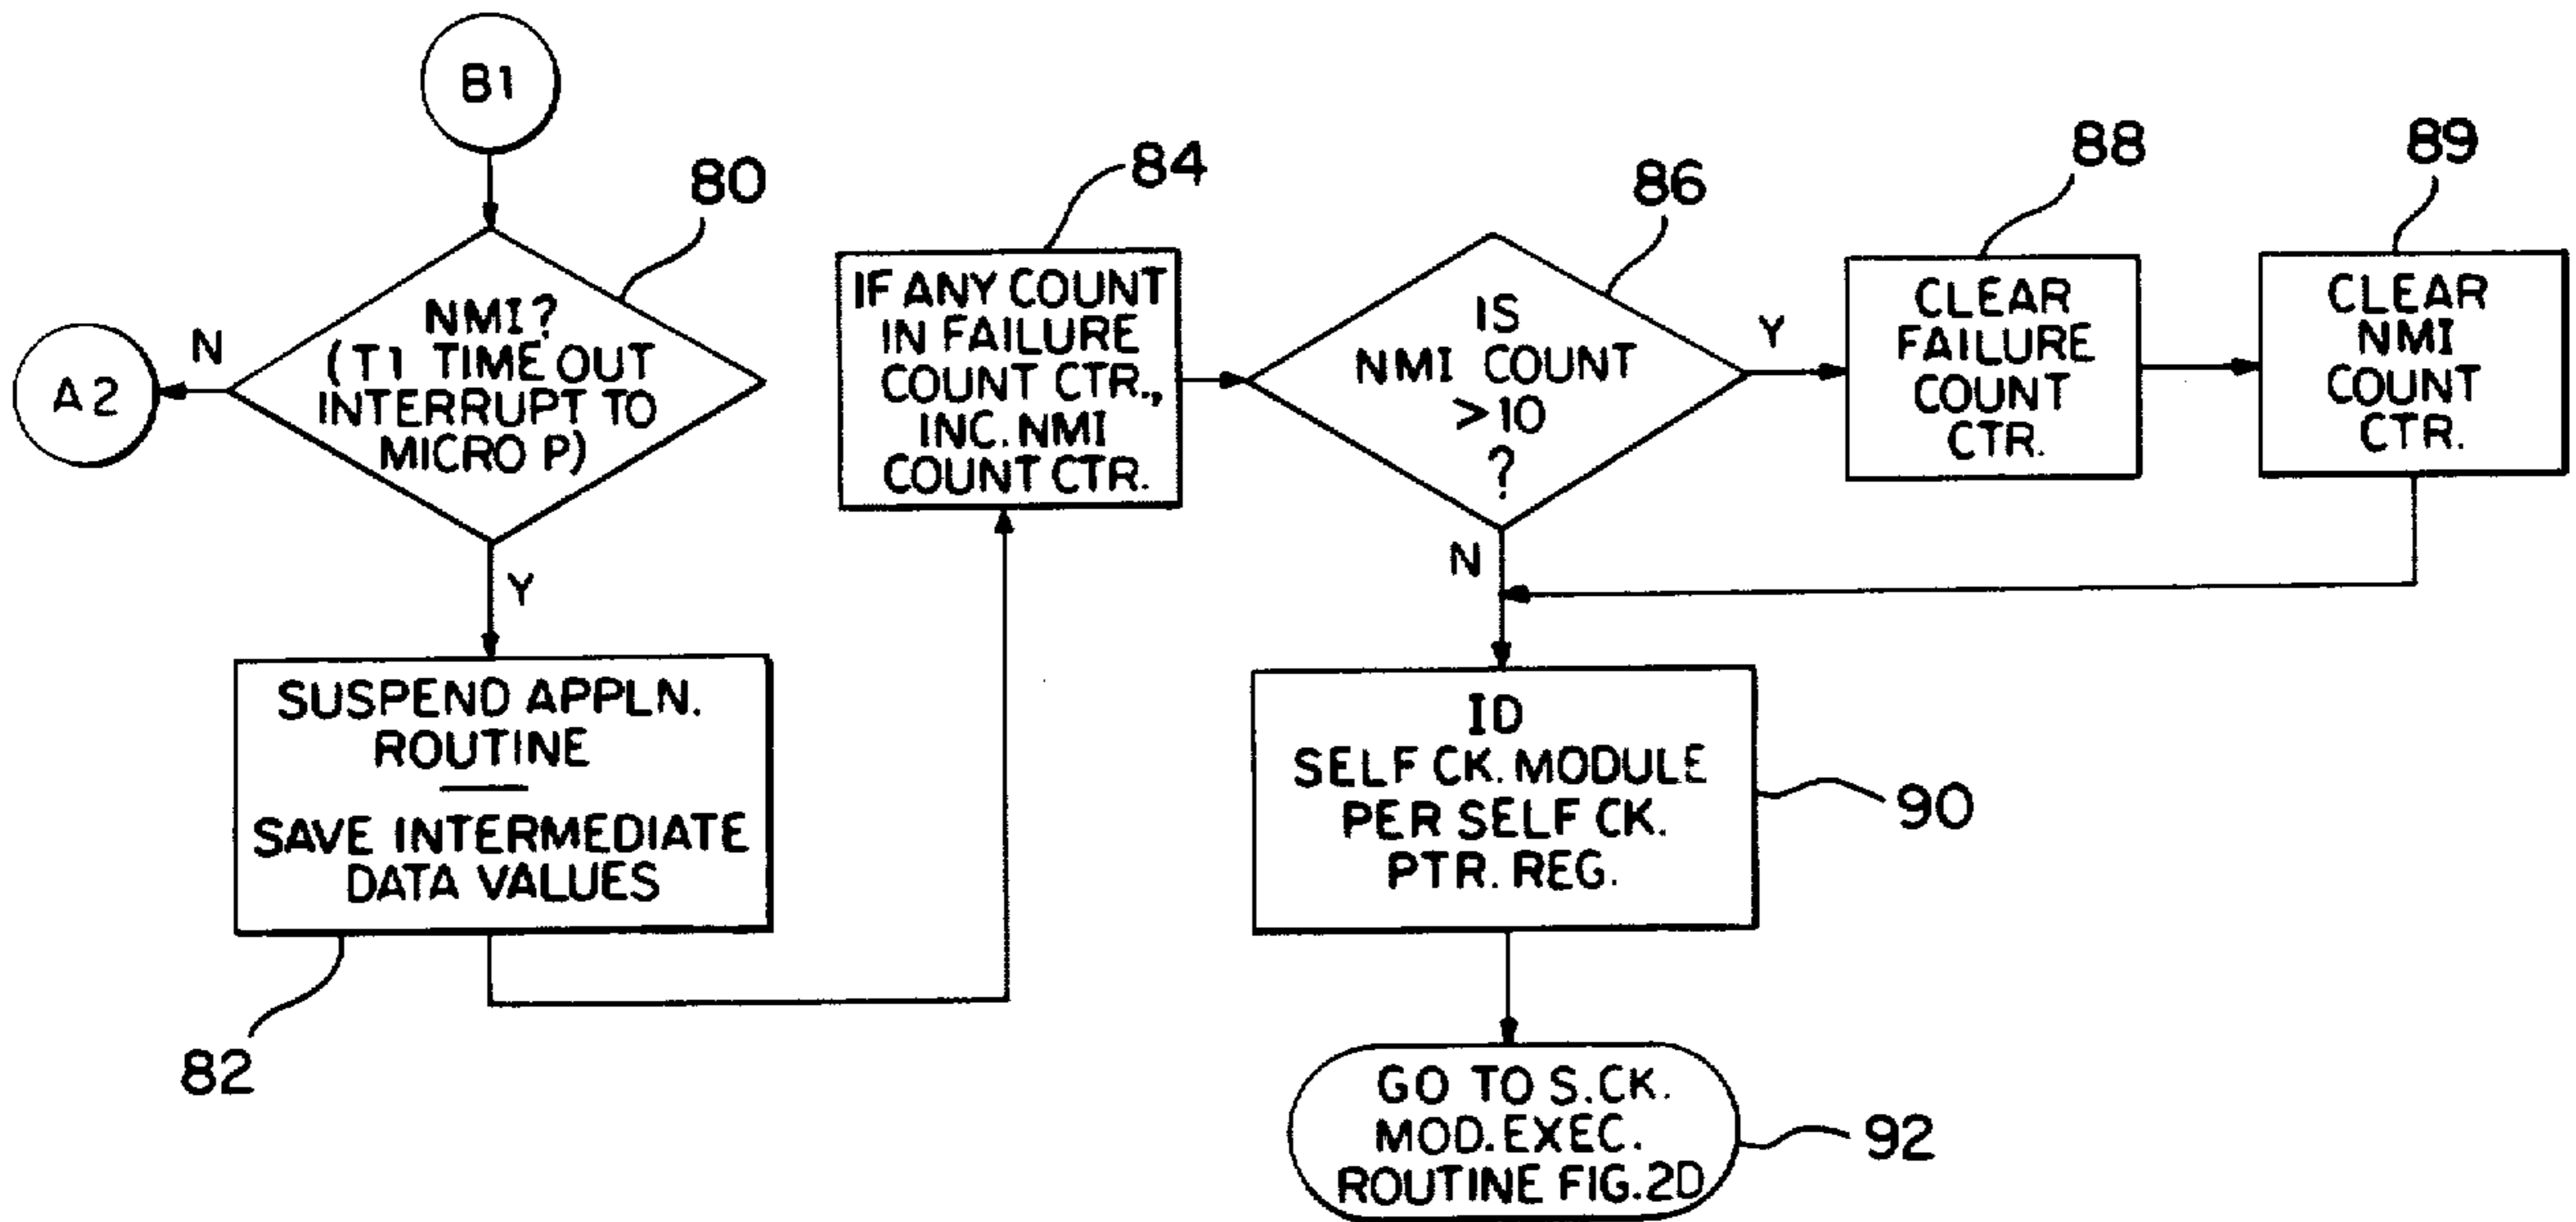 B1
80
NMI?
(T1 TIME OUT
INTERRUPT TO
MICRO P)
N
A2
Y
SUSPEND APPLN.
ROUTINE
SAVE INTERMEDIATE
DATA VALUES
82
84
IF ANY COUNT
IN FAILURE
COUNT CTR.,
INC. NMI
COUNT CTR.
86
IS
NMI COUNT
>10
?
Y
N
88
CLEAR
FAILURE
COUNT
CTR.
89
CLEAR
NMI
COUNT
CTR.
ID
SELF CK. MODULE
PER SELF CK.
PTR. REG.
90
GO TO S.CK.
MOD. EXEC.
ROUTINE FIG. 2D
92